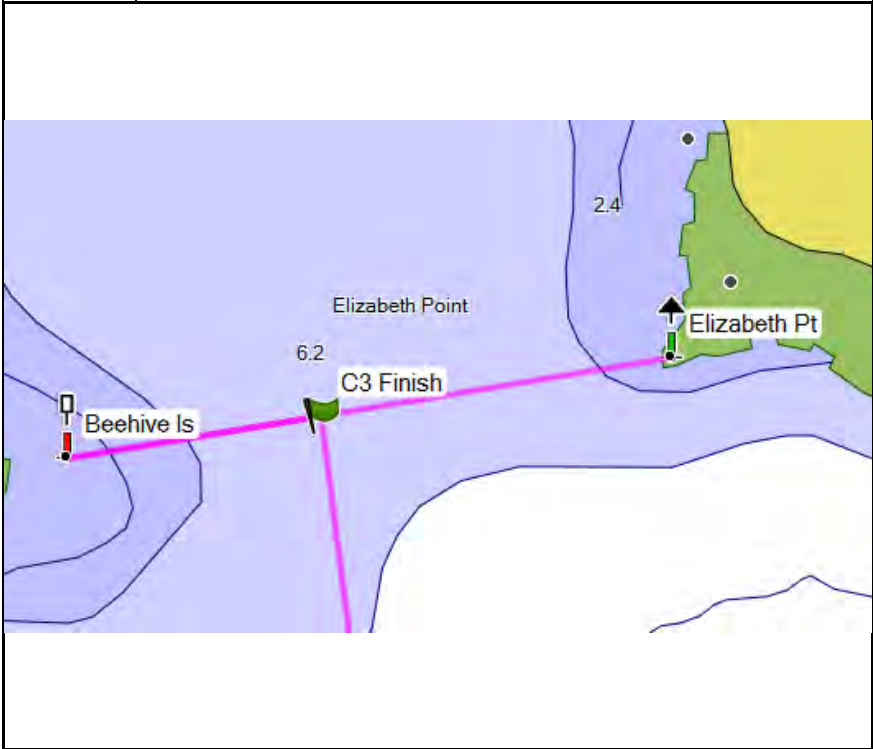 2.4
Elizabeth Point
Elizabeth Pt
6.2
C3 Finish
Beehive Is